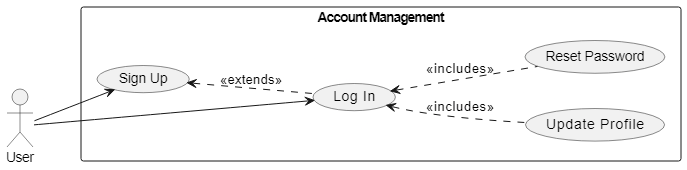 Account Management
Sign Up
«extends»
Log In
«includes»
Reset Password
«includes»
Update Profile
User